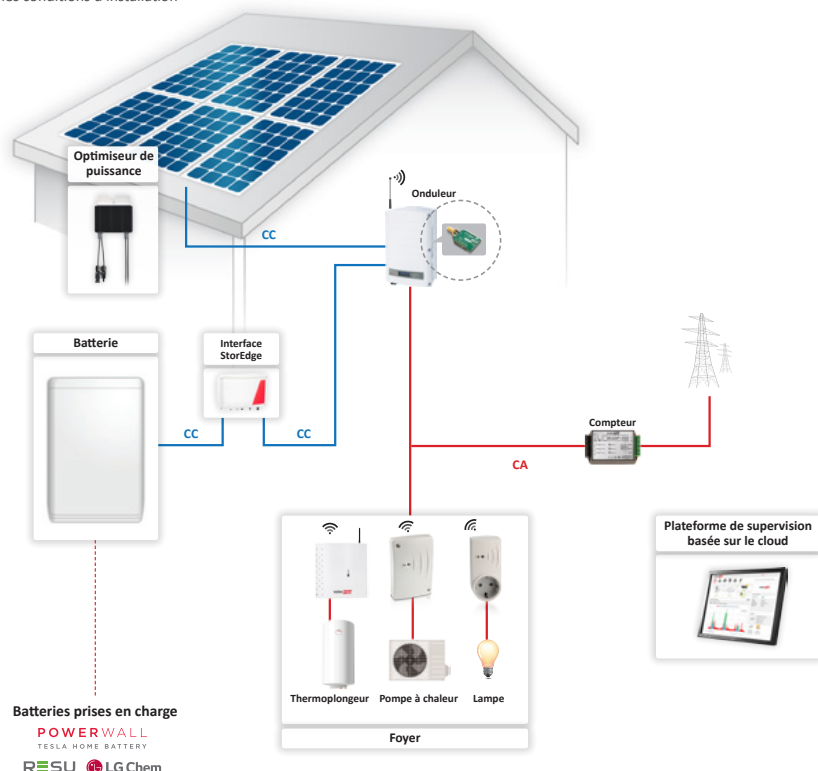 Optimiseur de
puissance
Onduleur
CC
Batterie
Interface
StorEdge
CC
CC
Compteur
CA
Plateforme de supervision
basée sur le cloud
Thermoplongeur
Pompe à chaleur
Lampe
Foyer
Batteries prises en charge
POWERWALL
TESLA HOME BATTERY
RESU
LG Chem